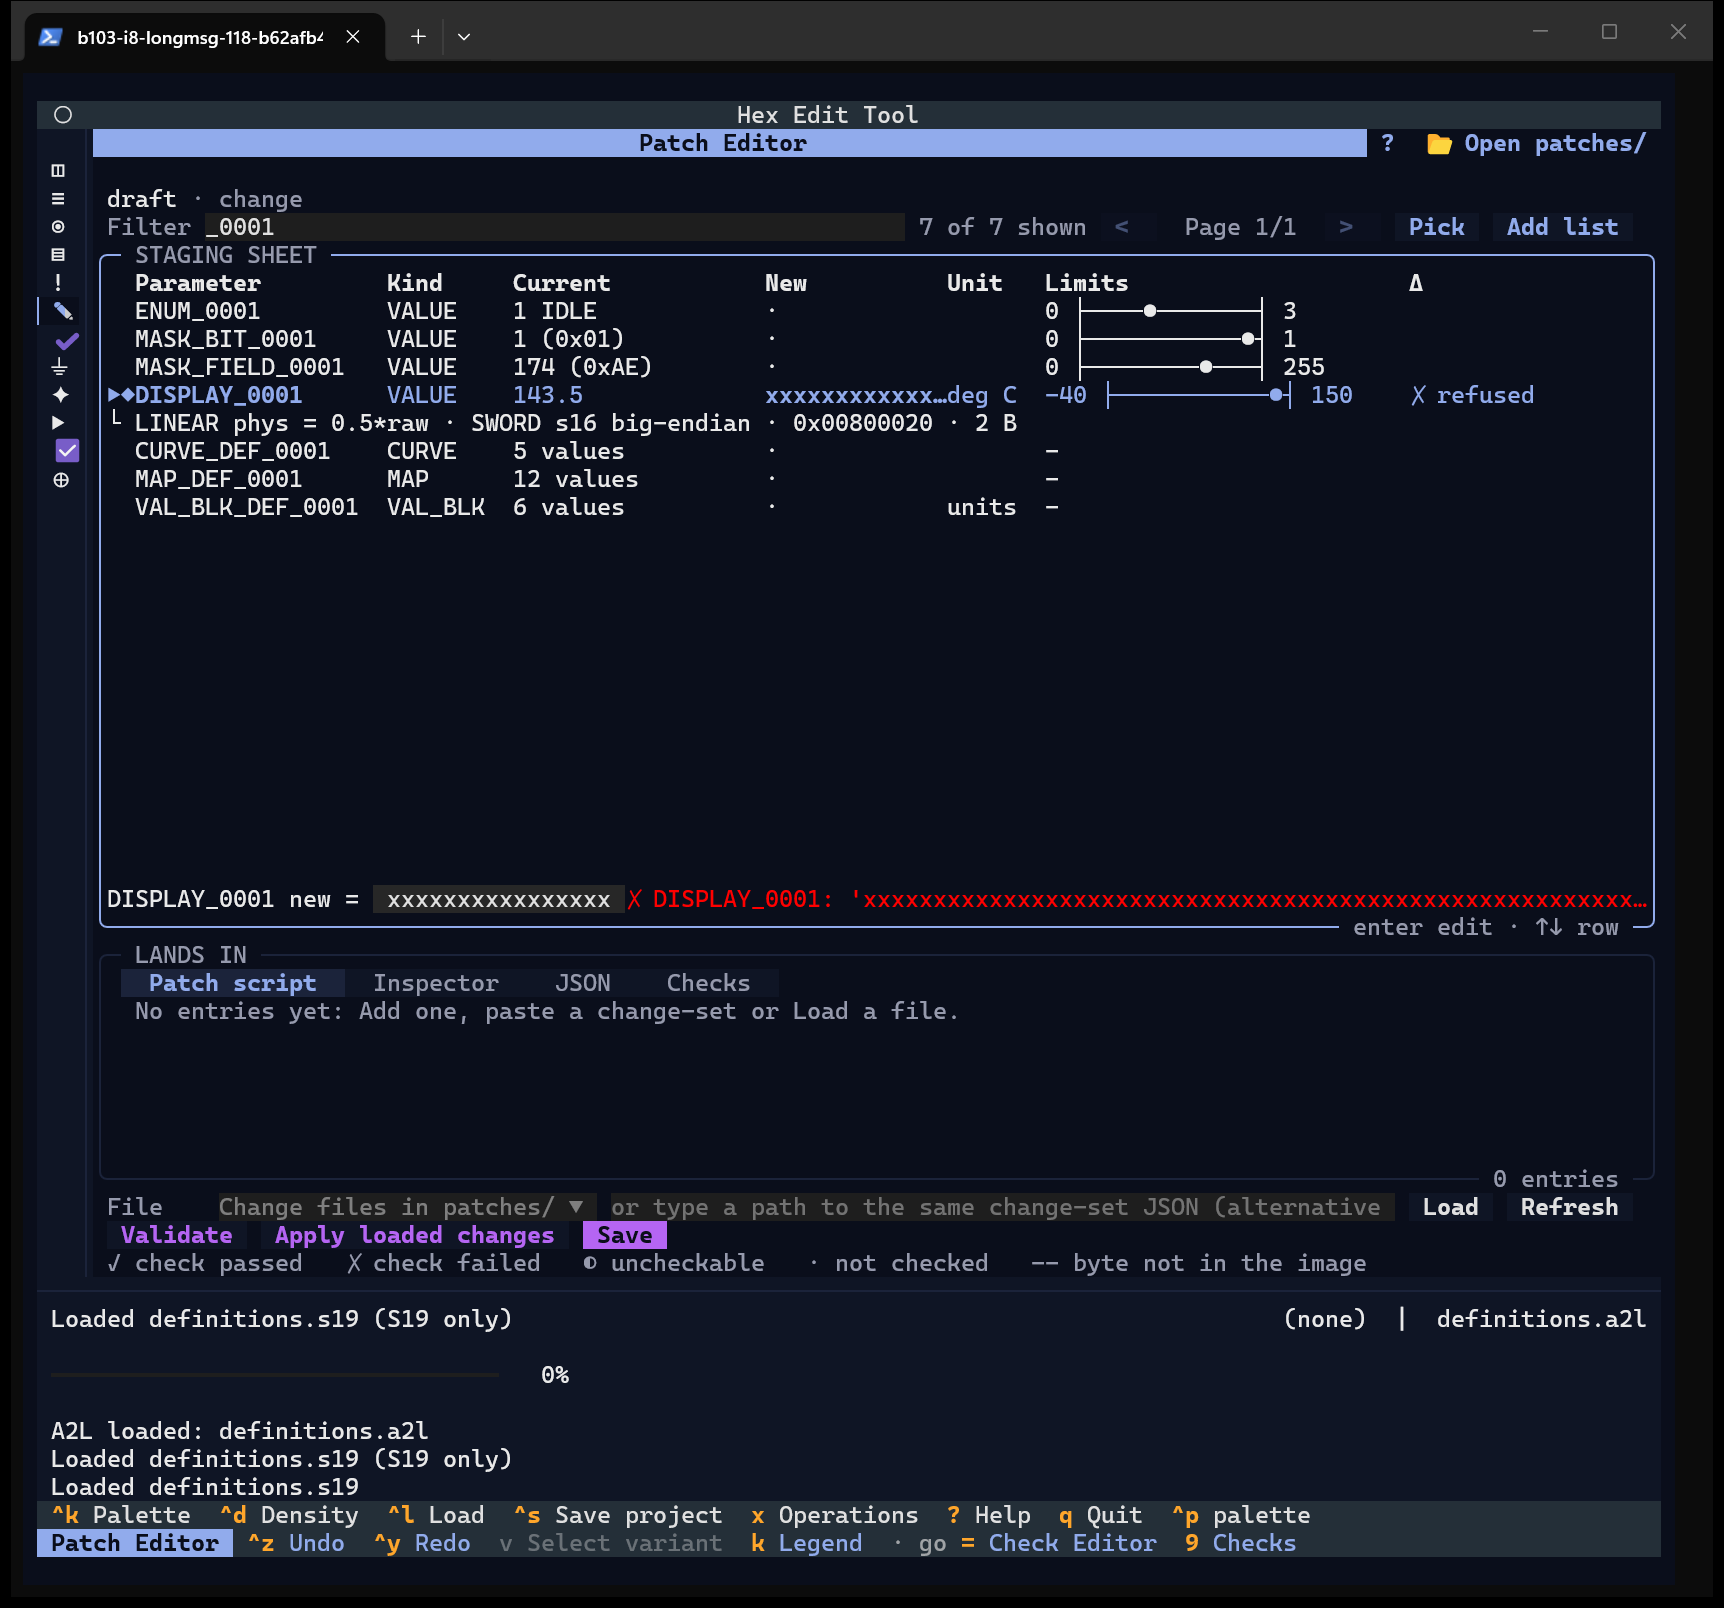 b103-i8-longmsg-118-b62afb4
Hex Edit Tool
Patch Editor ? Open patches/
draft · change
Filter _0001 7 of 7 shown < Page 1/1 > Pick Add list
STAGING SHEET
Parameter Kind Current New Unit Limits Δ
ENUM_0001 VALUE 1 IDLE · 0 3
MASK_BIT_0001 VALUE 1 (0x01) · 0 1
MASK_FIELD_0001 VALUE 174 (0xAE) · 0 255
▶◆DISPLAY_0001 VALUE 143.5 xxxxxxxxxxxx…deg C -40 150 ✗ refused
└ LINEAR phys = 0.5*raw · SWORD s16 big-endian · 0x00800020 · 2 B
CURVE_DEF_0001 CURVE 5 values · -
MAP_DEF_0001 MAP 12 values · -
VAL_BLK_DEF_0001 VAL_BLK 6 values · units -
DISPLAY_0001 new = xxxxxxxxxxxxxxxx ✗ DISPLAY_0001: 'xxxxxxxxxxxxxxxxxxxxxxxxxxxxxxxxxxxxxxxxxxxxxxxxxxxxxxx…
enter edit · ↑↓ row
LANDS IN
Patch script Inspector JSON Checks
No entries yet: Add one, paste a change-set or Load a file.
0 entries
File Change files in patches/ ▼ or type a path to the same change-set JSON (alternative Load Refresh
Validate Apply loaded changes Save
√ check passed ✗ check failed ◐ uncheckable · not checked -- byte not in the image
Loaded definitions.s19 (S19 only) (none) | definitions.a2l
0%
A2L loaded: definitions.a2l
Loaded definitions.s19 (S19 only)
Loaded definitions.s19
^k Palette ^d Density ^l Load ^s Save project x Operations ? Help q Quit ^p palette
Patch Editor ^z Undo ^y Redo v Select variant k Legend · go = Check Editor 9 Checks